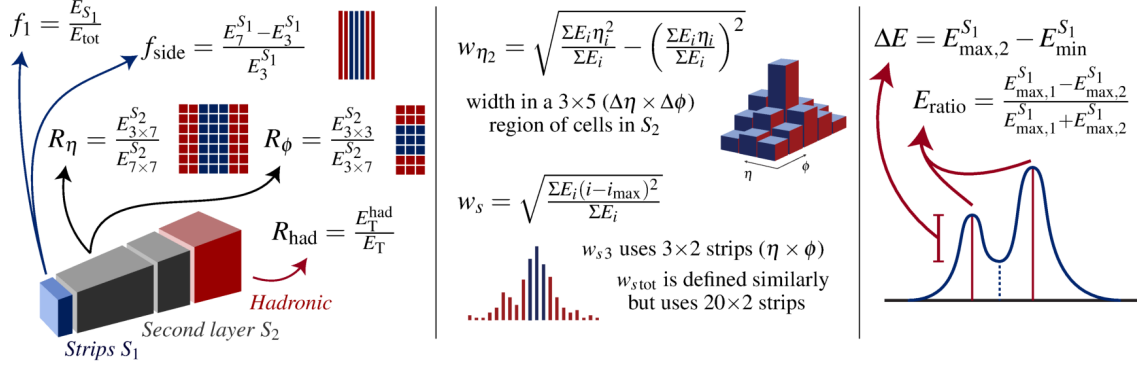 f_1 = E_{S_1} / E_tot
f_side = (E_7^{S_1} − E_3^{S_1}) / E_3^{S_1}
R_η = E_{3×7}^{S_2} / E_{7×7}^{S_2}
R_ϕ = E_{3×3}^{S_2} / E_{3×7}^{S_2}
R_had = E_T^{had} / E_T
Hadronic
Second layer S_2
Strips S_1
w_{η_2} = √(ΣE_i η_i^2 / ΣE_i − (ΣE_i η_i / ΣE_i)^2)
width in a 3×5 (Δη × Δϕ)
region of cells in S_2
η
ϕ
w_s = √(ΣE_i (i−i_max)^2 / ΣE_i)
w_{s3} uses 3×2 strips (η × ϕ)
w_{s tot} is defined similarly
but uses 20×2 strips
ΔE = E_{max,2}^{S_1} − E_{min}^{S_1}
E_ratio = (E_{max,1}^{S_1} − E_{max,2}^{S_1}) / (E_{max,1}^{S_1} + E_{max,2}^{S_1})